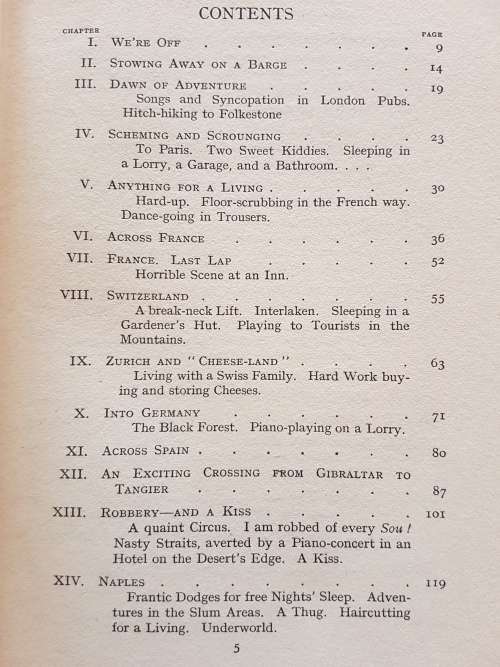 CONTENTS
CHAPTER PAGE
I. WE'RE OFF . . . . . . . 9
II. STOWING AWAY ON A BARGE . . . . 14
III. DAWN OF ADVENTURE . . . . . 19
Songs and Syncopation in London Pubs.
Hitch-hiking to Folkestone
IV. SCHEMING AND SCROUNGING . . . . 23
To Paris. Two Sweet Kiddies. Sleeping in
a Lorry, a Garage, and a Bathroom. . . .
V. ANYTHING FOR A LIVING . . . . . 30
Hard-up. Floor-scrubbing in the French way.
Dance-going in Trousers.
VI. ACROSS FRANCE . . . . . . 36
VII. FRANCE. LAST LAP . . . . . 52
Horrible Scene at an Inn.
VIII. SWITZERLAND . . . . . . . 55
A break-neck Lift. Interlaken. Sleeping in a
Gardener's Hut. Playing to Tourists in the
Mountains.
IX. ZURICH AND "CHEESE-LAND" . . . . 63
Living with a Swiss Family. Hard Work buy-
ing and storing Cheeses.
X. INTO GERMANY . . . . . . 71
The Black Forest. Piano-playing on a Lorry.
XI. ACROSS SPAIN . . . . . . . 80
XII. AN EXCITING CROSSING FROM GIBRALTAR TO
TANGIER . . . . . . . 87
XIII. ROBBERY—AND A KISS . . . . . 101
A quaint Circus. I am robbed of every Sou!
Nasty Straits, averted by a Piano-concert in an
Hotel on the Desert's Edge. A Kiss.
XIV. NAPLES . . . . . . . . 119
Frantic Dodges for free Nights' Sleep. Adven-
tures in the Slum Areas. A Thug. Haircutting
for a Living. Underworld.
5